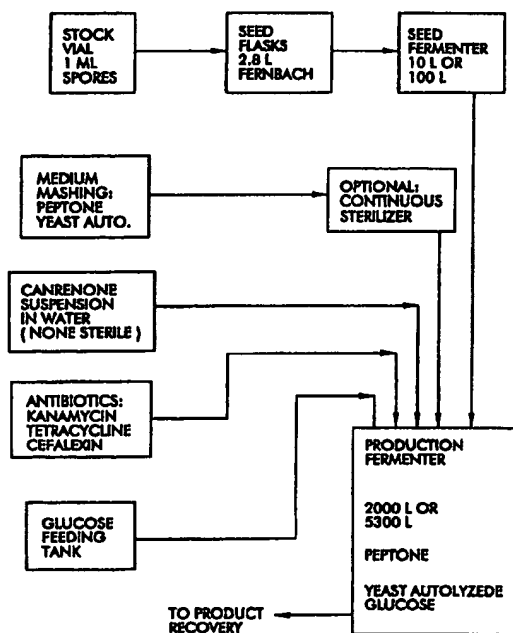 STOCK
VIAL
1 ML
SPORES
SEED
FLASKS
2.8 L
FERNBACH
SEED
FERMENTER
10 L OR
100 L
MEDIUM
MASHING:
PEPTONE
YEAST AUTO.
OPTIONAL:
CONTINUOUS
STERILIZER
CANRENONE
SUSPENSION
IN WATER
( NONE STERILE )
ANTIBIOTICS:
KANAMYCIN
TETRACYCLINE
CEFALEXIN
GLUCOSE
FEEDING
TANK
PRODUCTION
FERMENTER
2000 L OR
5300 L
PEPTONE
YEAST AUTOLYZEDE
GLUCOSE
TO PRODUCT
RECOVERY